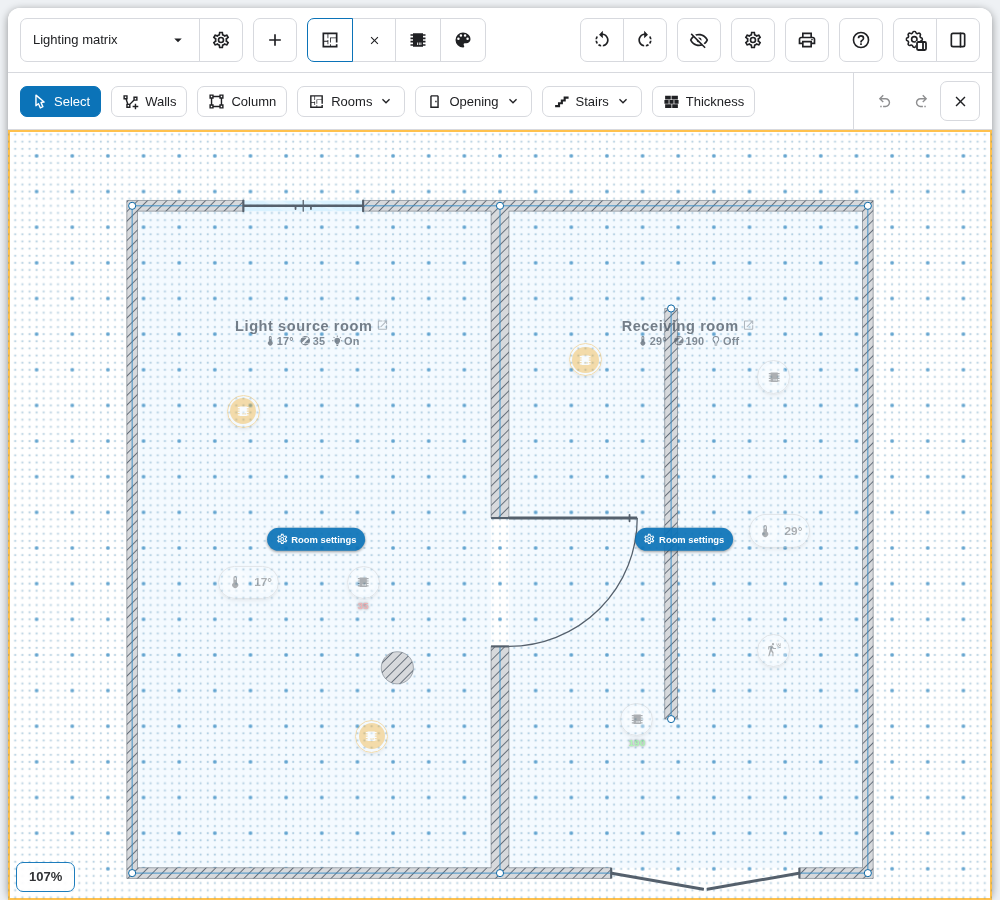 Lighting matrix
Select
Walls
Column
Rooms
Opening
Stairs
Thickness
Light source room
17° 35 On
Receiving room
29° 190 Off
Room settings
Room settings
29°
17°
107%